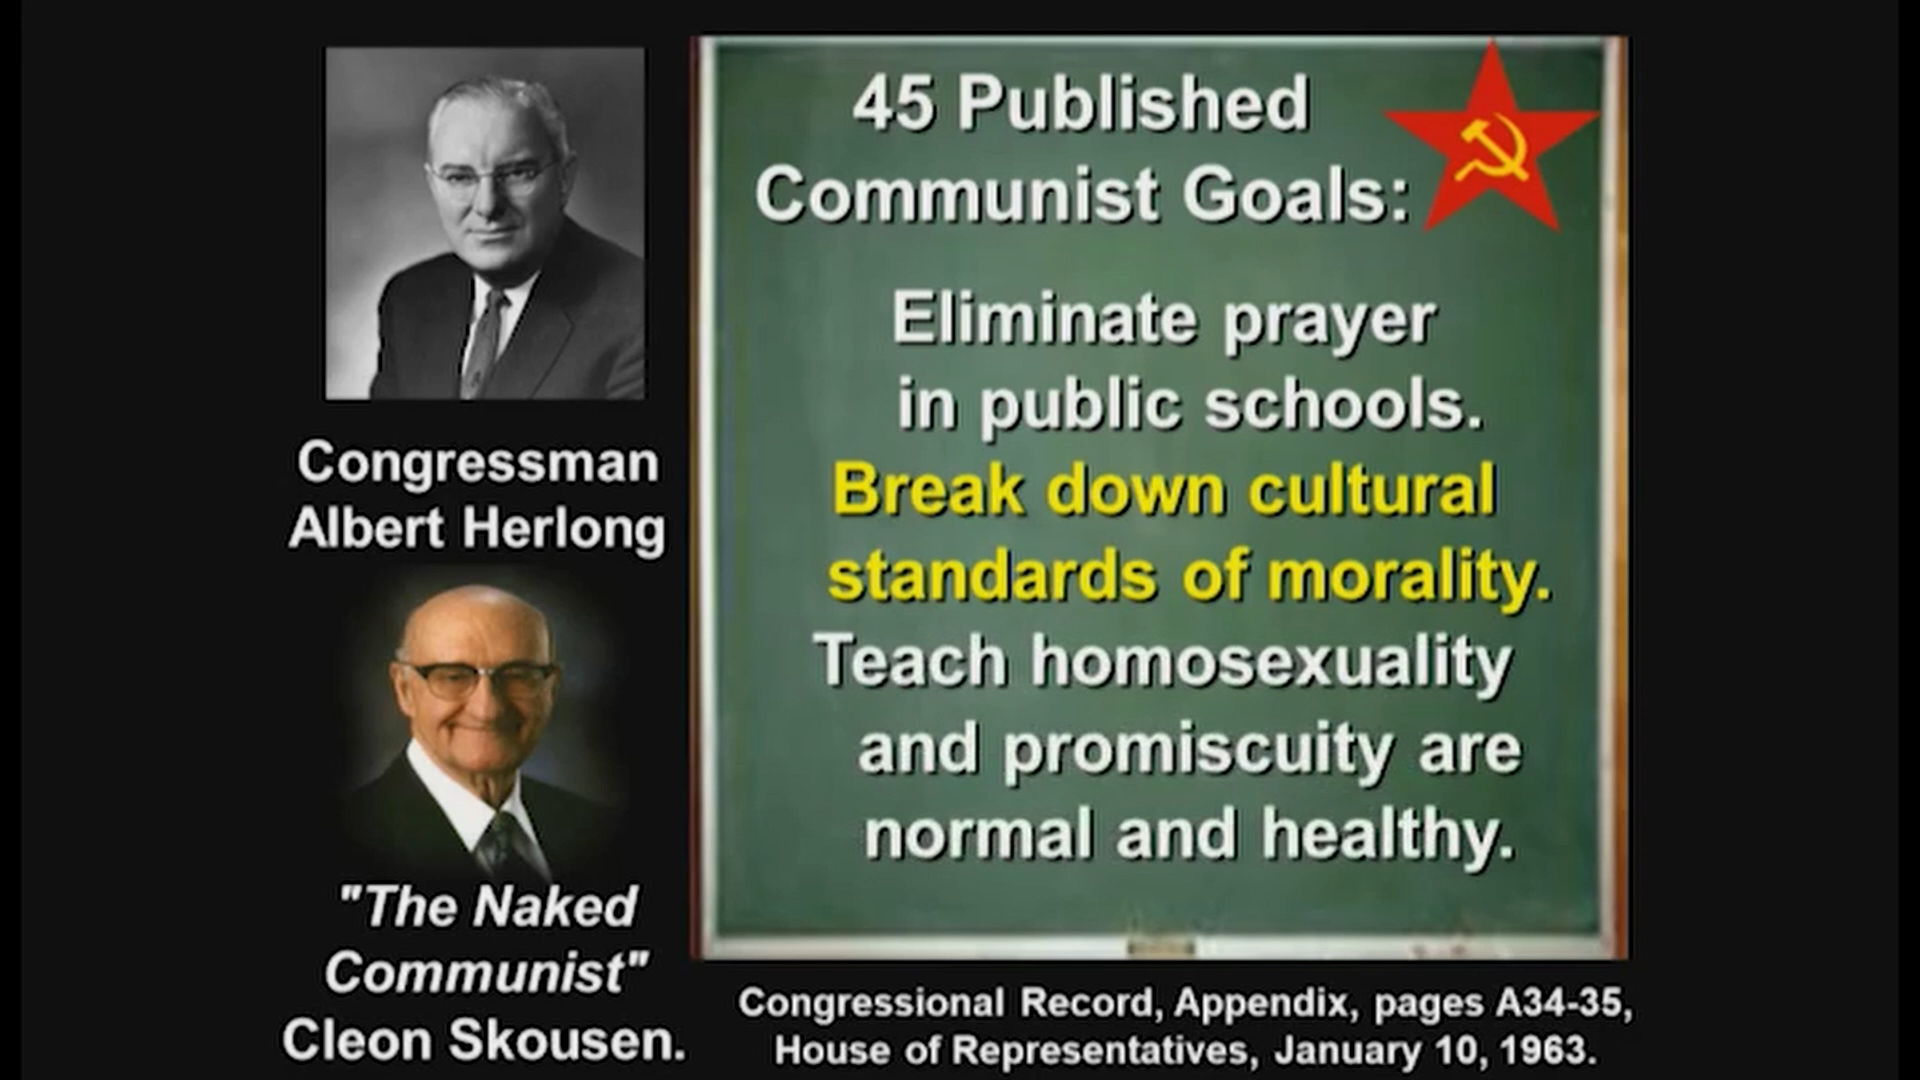 Congressman
Albert Herlong
"The Naked
Communist"
Cleon Skousen.
45 Published
Communist Goals:
Eliminate prayer
in public schools.
Break down cultural
standards of morality.
Teach homosexuality
and promiscuity are
normal and healthy.
Congressional Record, Appendix, pages A34-35,
House of Representatives, January 10, 1963.